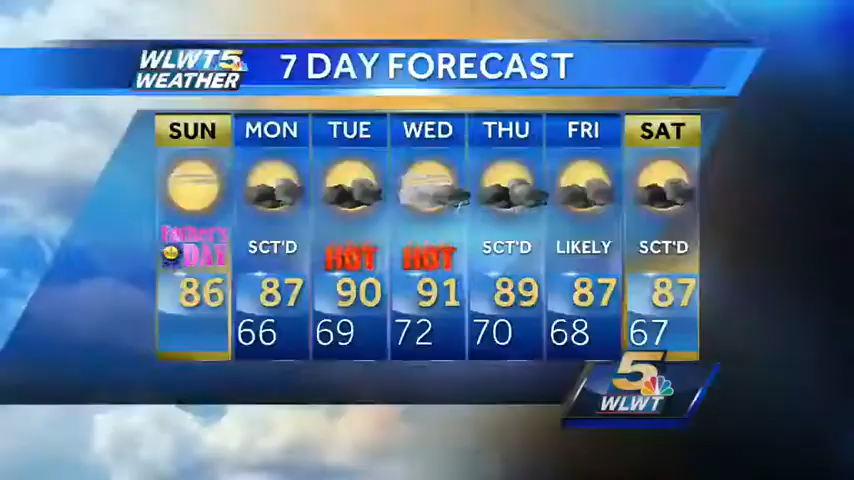 WLWT 5
WEATHER
7 DAY FORECAST
SUN MON TUE WED THU FRI SAT
Father's
DAY
SCT'D HOT HOT SCT'D LIKELY SCT'D
86 87 90 91 89 87 87
66 69 72 70 68 67
5
WLWT